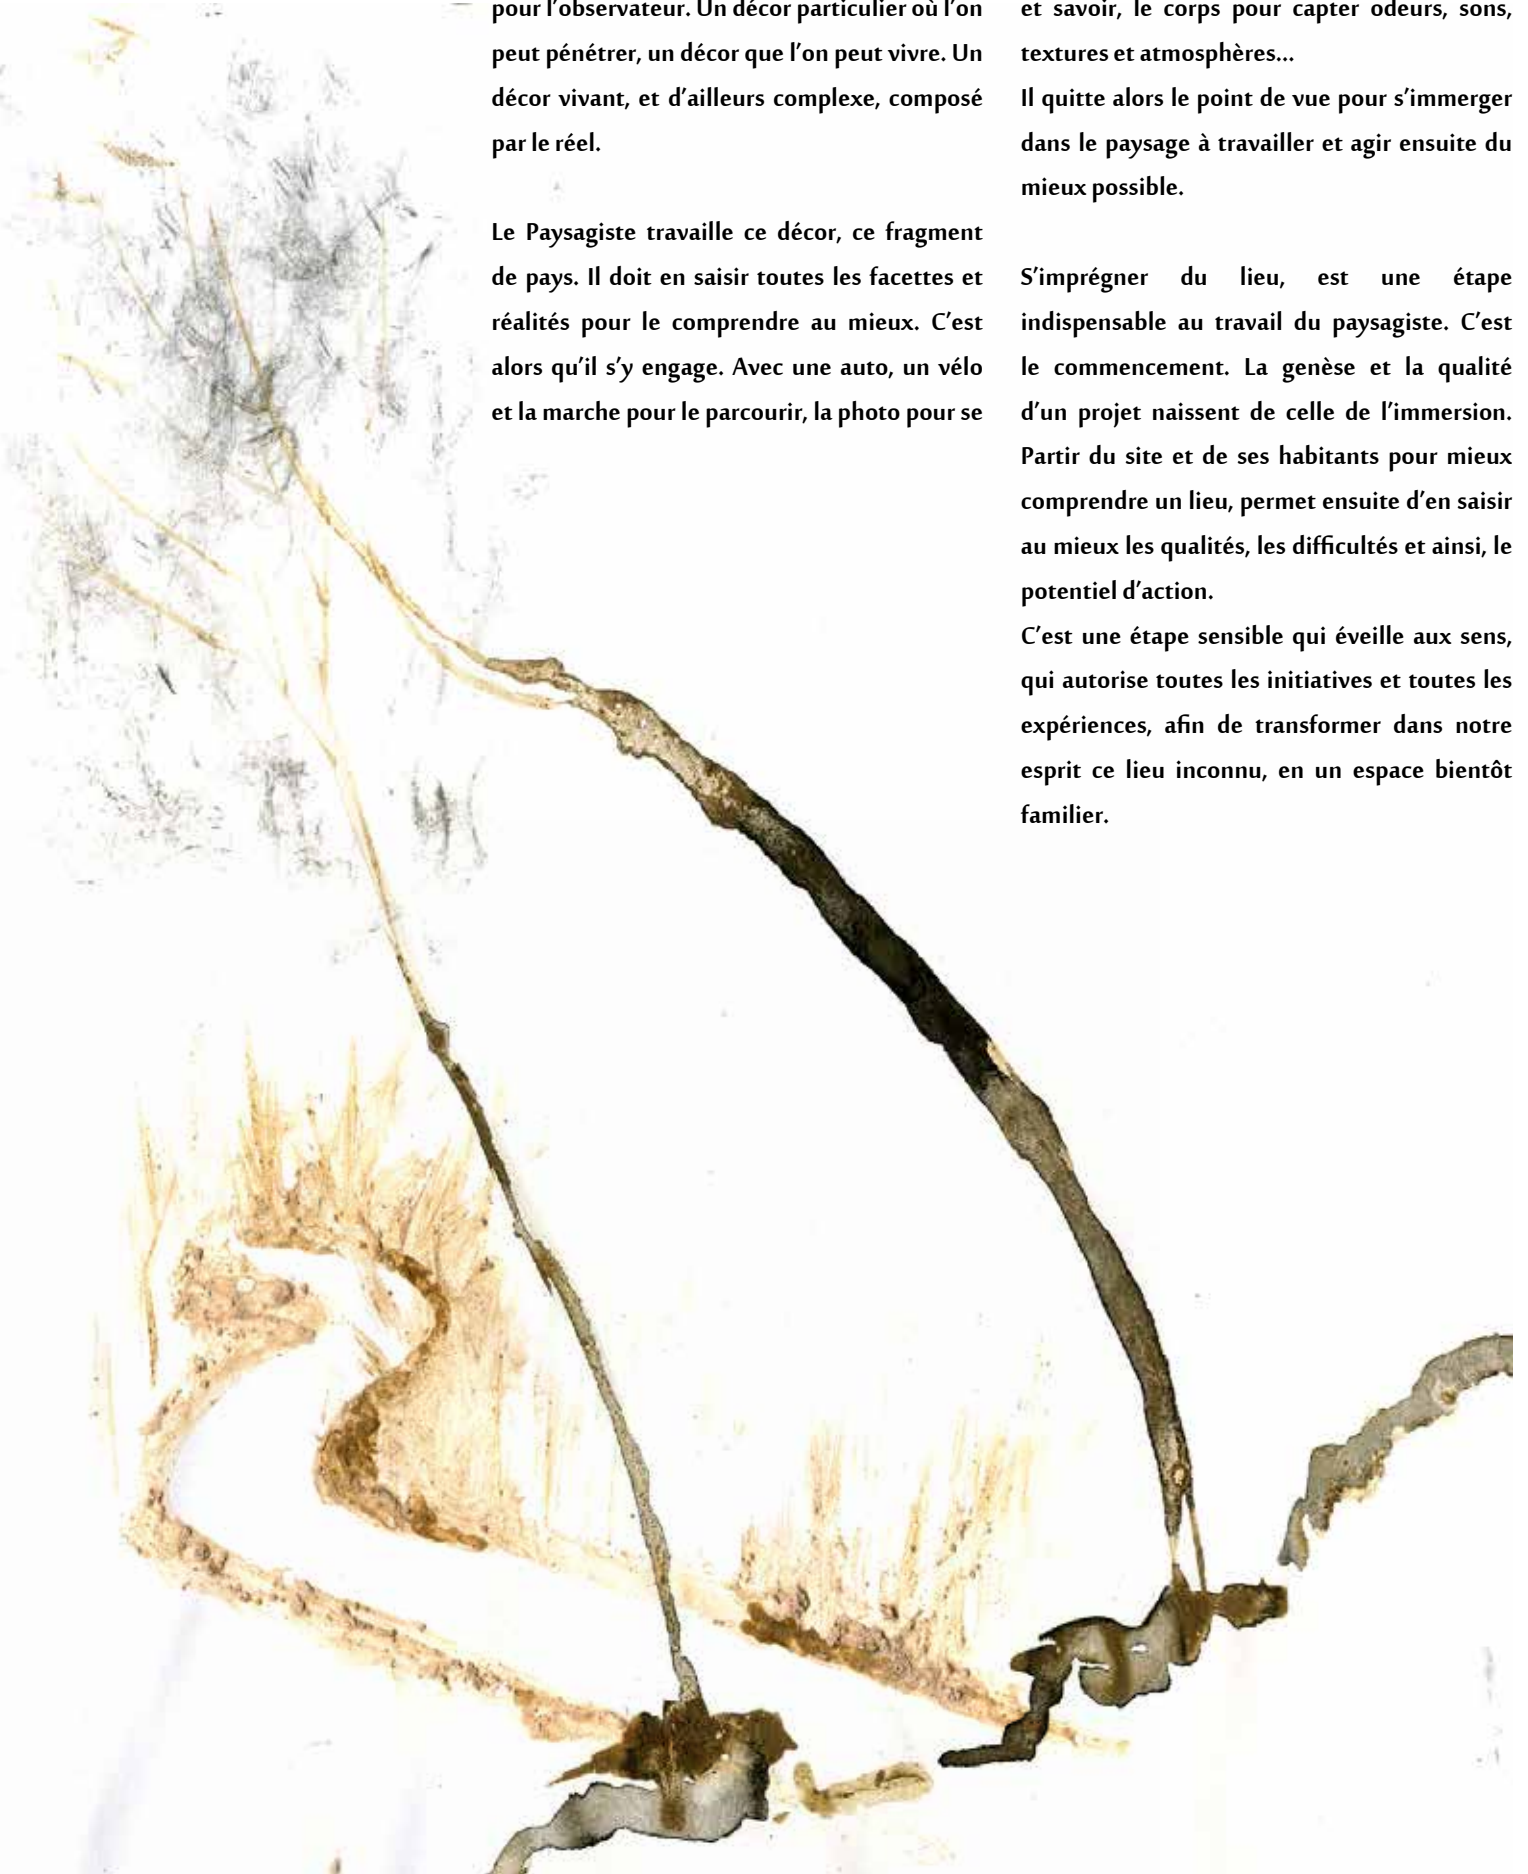 pour l'observateur. Un décor particulier où l'on
peut pénétrer, un décor que l'on peut vivre. Un
décor vivant, et d'ailleurs complexe, composé
par le réel.
Le Paysagiste travaille ce décor, ce fragment
de pays. Il doit en saisir toutes les facettes et
réalités pour le comprendre au mieux. C'est
alors qu'il s'y engage. Avec une auto, un vélo
et la marche pour le parcourir, la photo pour se
et savoir, le corps pour capter odeurs, sons,
textures et atmosphères...
Il quitte alors le point de vue pour s'immerger
dans le paysage à travailler et agir ensuite du
mieux possible.
S'imprégner du lieu, est une étape
indispensable au travail du paysagiste. C'est
le commencement. La genèse et la qualité
d'un projet naissent de celle de l'immersion.
Partir du site et de ses habitants pour mieux
comprendre un lieu, permet ensuite d'en saisir
au mieux les qualités, les difficultés et ainsi, le
potentiel d'action.
C'est une étape sensible qui éveille aux sens,
qui autorise toutes les initiatives et toutes les
expériences, afin de transformer dans notre
esprit ce lieu inconnu, en un espace bientôt
familier.